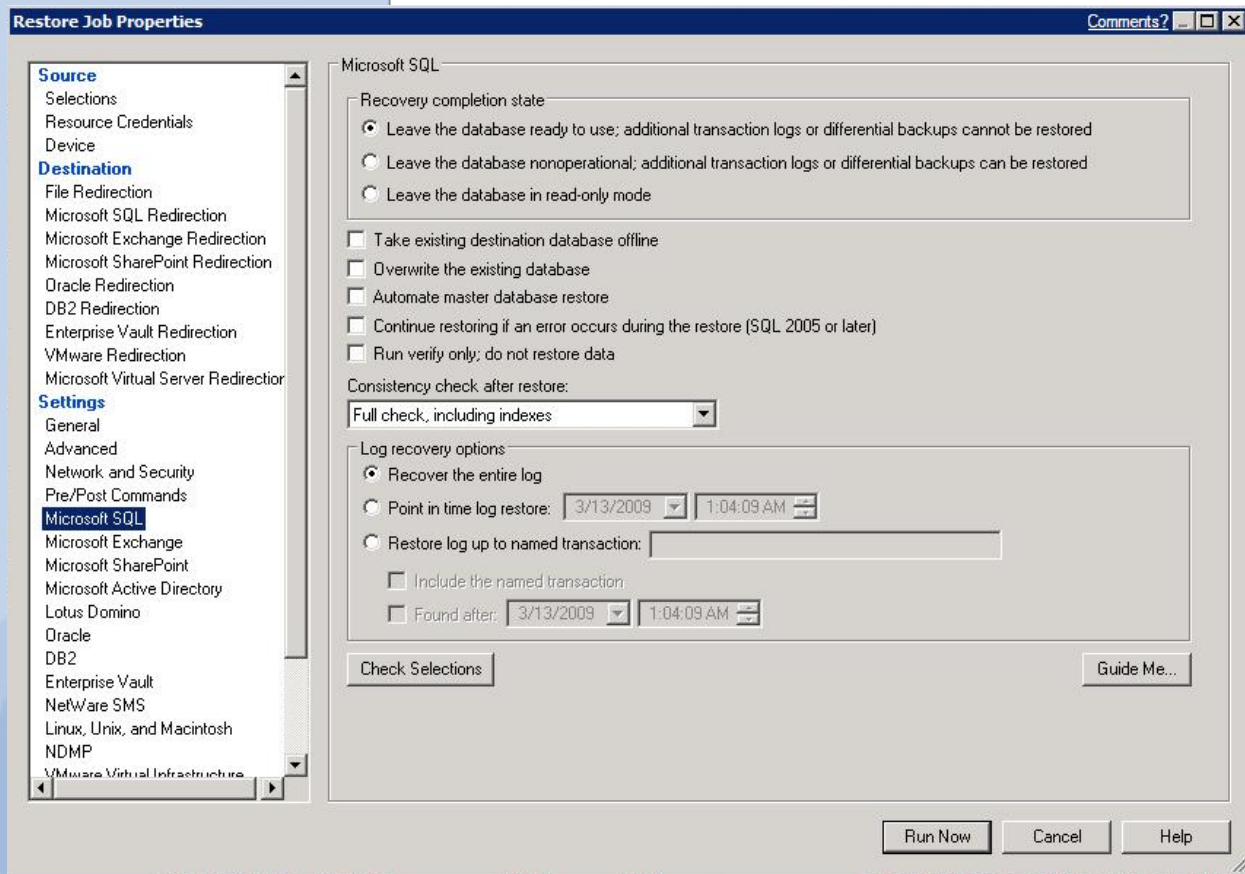 Restore Job Properties
Comments?
Source
Selections
Resource Credentials
Device
Destination
File Redirection
Microsoft SQL Redirection
Microsoft Exchange Redirection
Microsoft SharePoint Redirection
Oracle Redirection
DB2 Redirection
Enterprise Vault Redirection
VMware Redirection
Microsoft Virtual Server Redirection
Settings
General
Advanced
Network and Security
Pre/Post Commands
Microsoft SQL
Microsoft Exchange
Microsoft SharePoint
Microsoft Active Directory
Lotus Domino
Oracle
DB2
Enterprise Vault
NetWare SMS
Linux, Unix, and Macintosh
NDMP
VMware Virtual Infrastructure
Microsoft SQL
Recovery completion state
Leave the database ready to use; additional transaction logs or differential backups cannot be restored
Leave the database nonoperational; additional transaction logs or differential backups can be restored
Leave the database in read-only mode
Take existing destination database offline
Overwrite the existing database
Automate master database restore
Continue restoring if an error occurs during the restore (SQL 2005 or later)
Run verify only; do not restore data
Consistency check after restore:
Full check, including indexes
Log recovery options
Recover the entire log
Point in time log restore: 3/13/2009 1:04:09 AM
Restore log up to named transaction:
Include the named transaction
Found after: 3/13/2009 1:04:09 AM
Check Selections
Guide Me...
Run Now
Cancel
Help